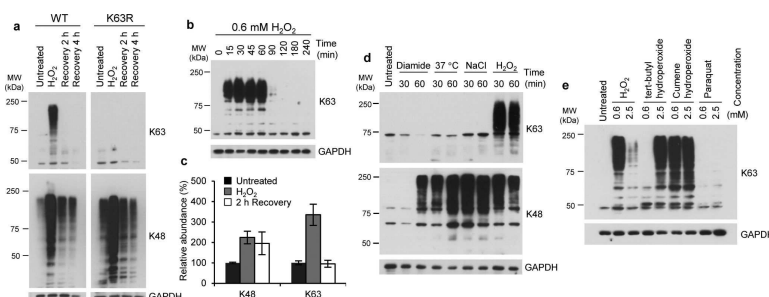 a
WT K63R
Untreated
H2O2
Recovery 2 h
Recovery 4 h
Untreated
H2O2
Recovery 2 h
Recovery 4 h
MW
(kDa)
250
75
50
K63
250
75
50
K48
GAPDH
b
0.6 mM H2O2
0 15 30 45 60 90 120 180 240 Time
(min)
MW
(kDa)
250
75
50
K63
GAPDH
c
Untreated
H2O2
2 h Recovery
Relative abundance (%)
500
400
300
200
100
0
K48 K63
d
Untreated
Diamide 37 °C NaCl H2O2 Time
30 60 30 60 30 60 30 60 (min)
MW
(kDa)
250
75
50
K63
250
75
50
K48
GAPDH
e
Untreated
H2O2
tert-butyl
hydroperoxide
Cumene
hydroperoxide
Paraquat
Concentration
0.6 2.5 0.6 2.5 0.6 2.5 0.6 2.5 (mM)
MW
(kDa)
250
75
50
K63
GAPDH